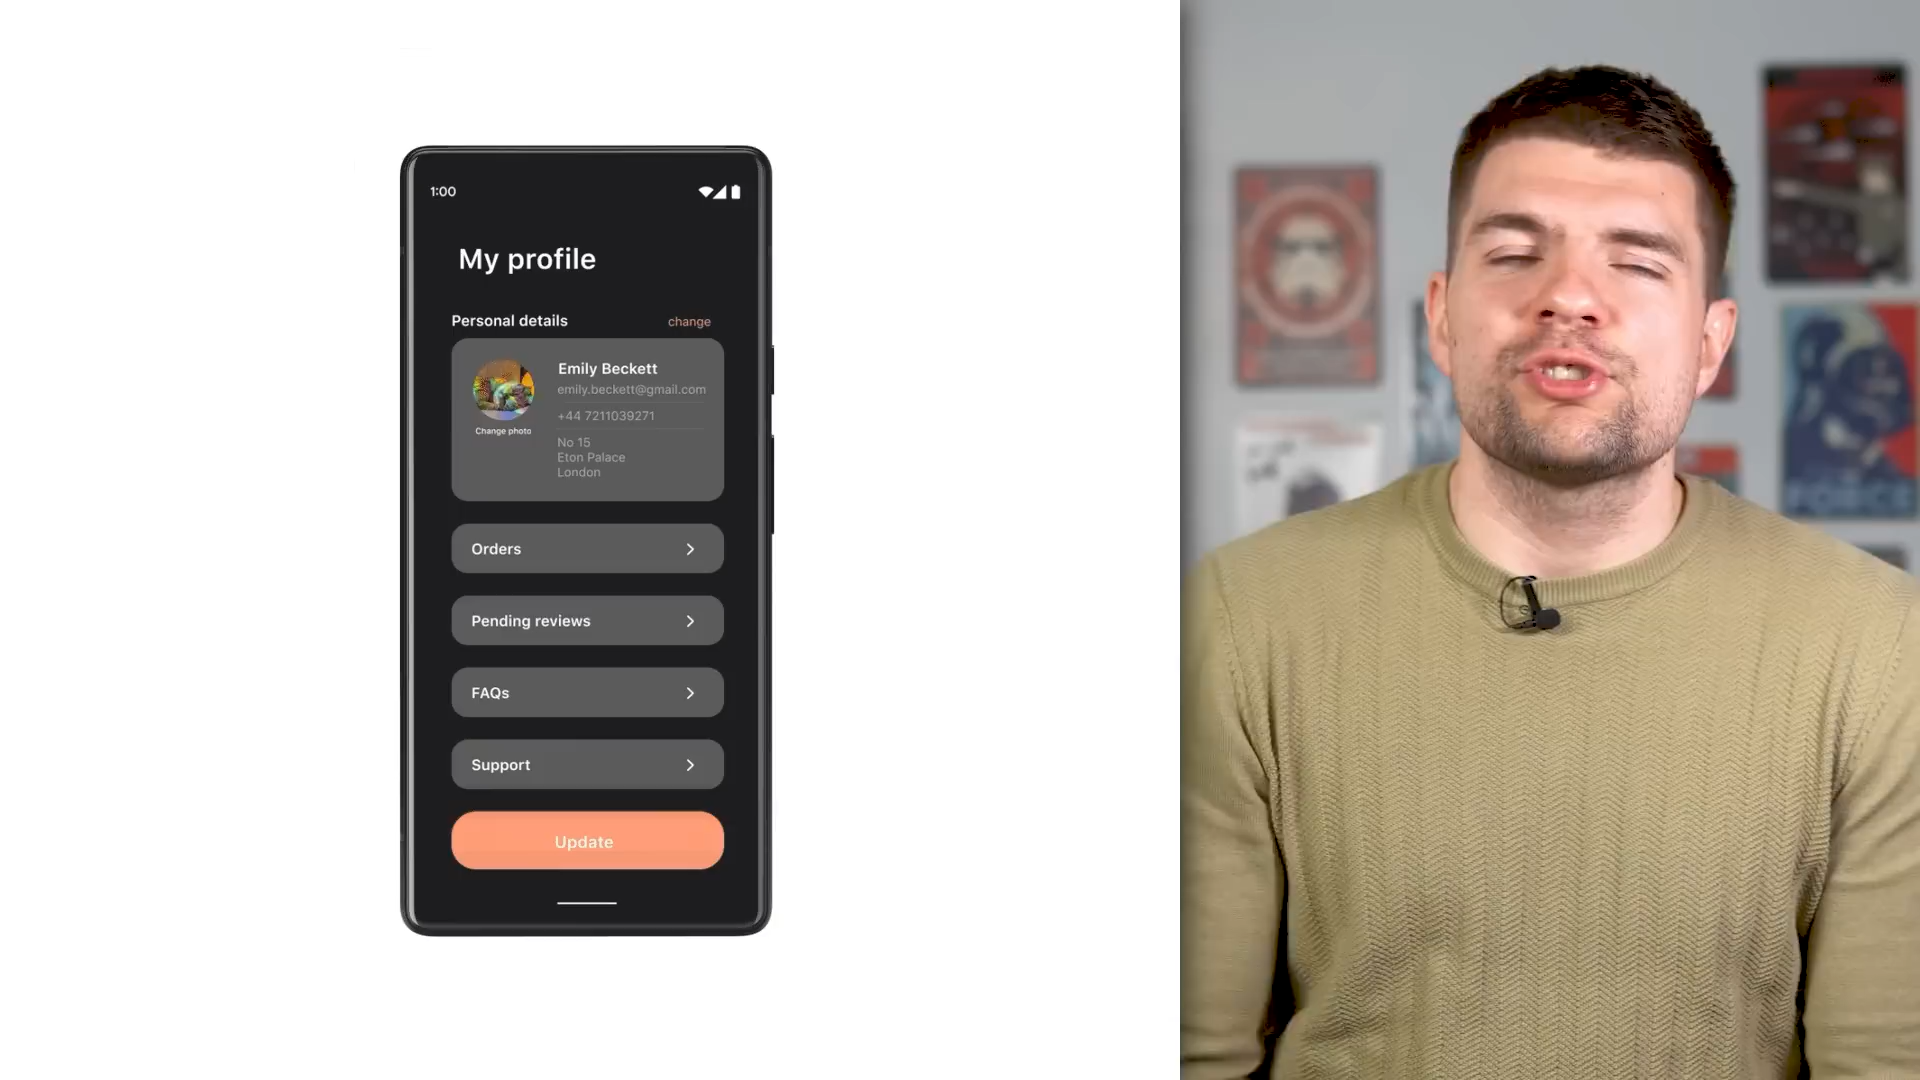 1:00
My profile
Personal details
change
Emily Beckett
emily.beckett@gmail.com
Change photo
+44 7211039271
No 15
Eton Palace
London
Orders
Pending reviews
FAQs
Support
Update
FORCE